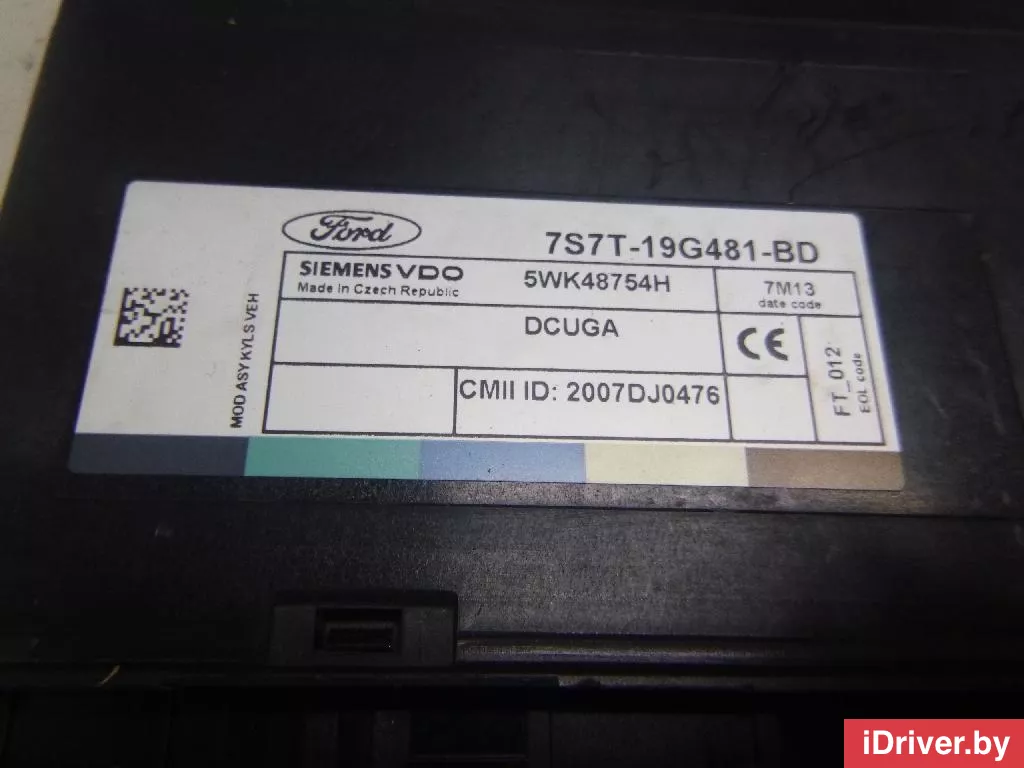 Ford
7S7T-19G481-BD
SIEMENS VDO
Made in Czech Republic
5WK48754H
7M13
date code
DCUGA
CMII ID: 2007DJ0476
CE
FT_012
EOL code
MOD ASY KYLS VEH
iDriver.by